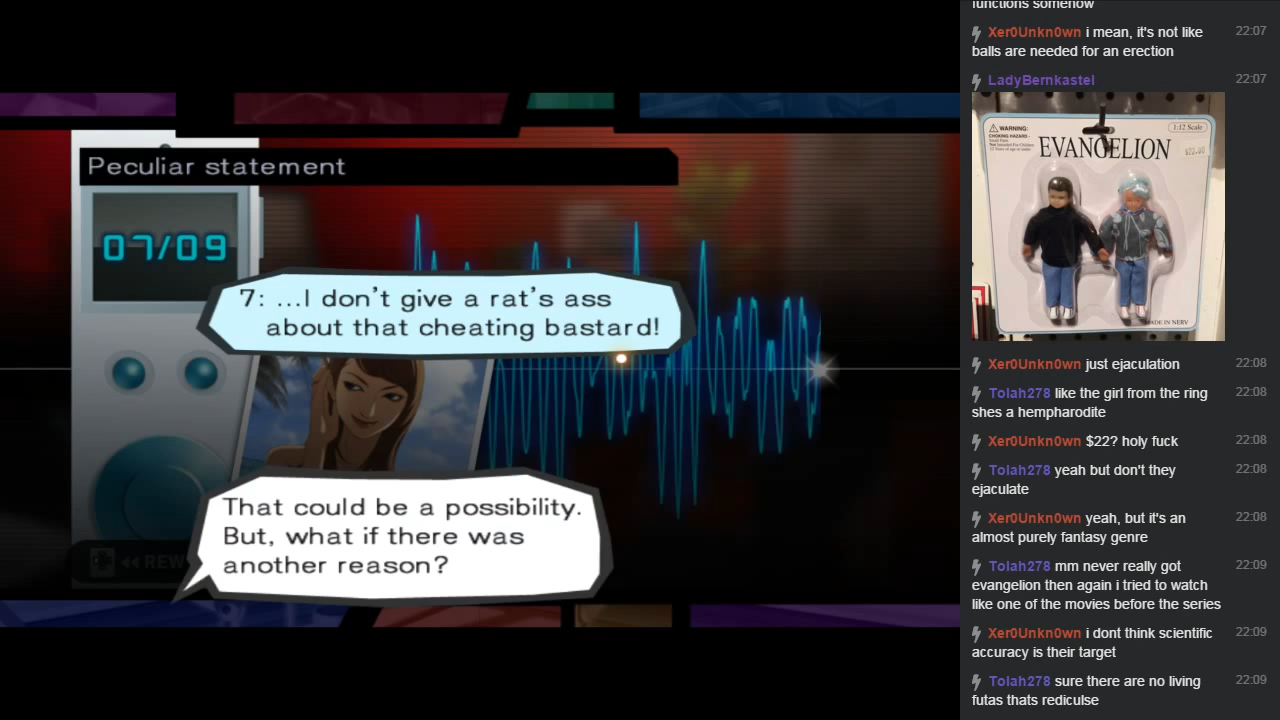 Peculiar statement
07/09
7: ...I don't give a rat's ass
about that cheating bastard!
That could be a possibility.
But, what if there was
another reason?
<< REW
functions somehow
Xer0Unkn0wn i mean, it's not like 22:07
balls are needed for an erection
LadyBernkastel 22:07
WARNING:
CHOKING HAZARD-
1:12 Scale
EVANGELION
MADE IN NERV
Xer0Unkn0wn just ejaculation 22:08
Tolah278 like the girl from the ring 22:08
shes a hempharodite
Xer0Unkn0wn $22? holy fuck 22:08
Tolah278 yeah but don't they 22:08
ejaculate
Xer0Unkn0wn yeah, but it's an 22:08
almost purely fantasy genre
Tolah278 mm never really got 22:09
evangelion then again i tried to watch
like one of the movies before the series
Xer0Unkn0wn i dont think scientific 22:09
accuracy is their target
Tolah278 sure there are no living 22:09
futas thats rediculse